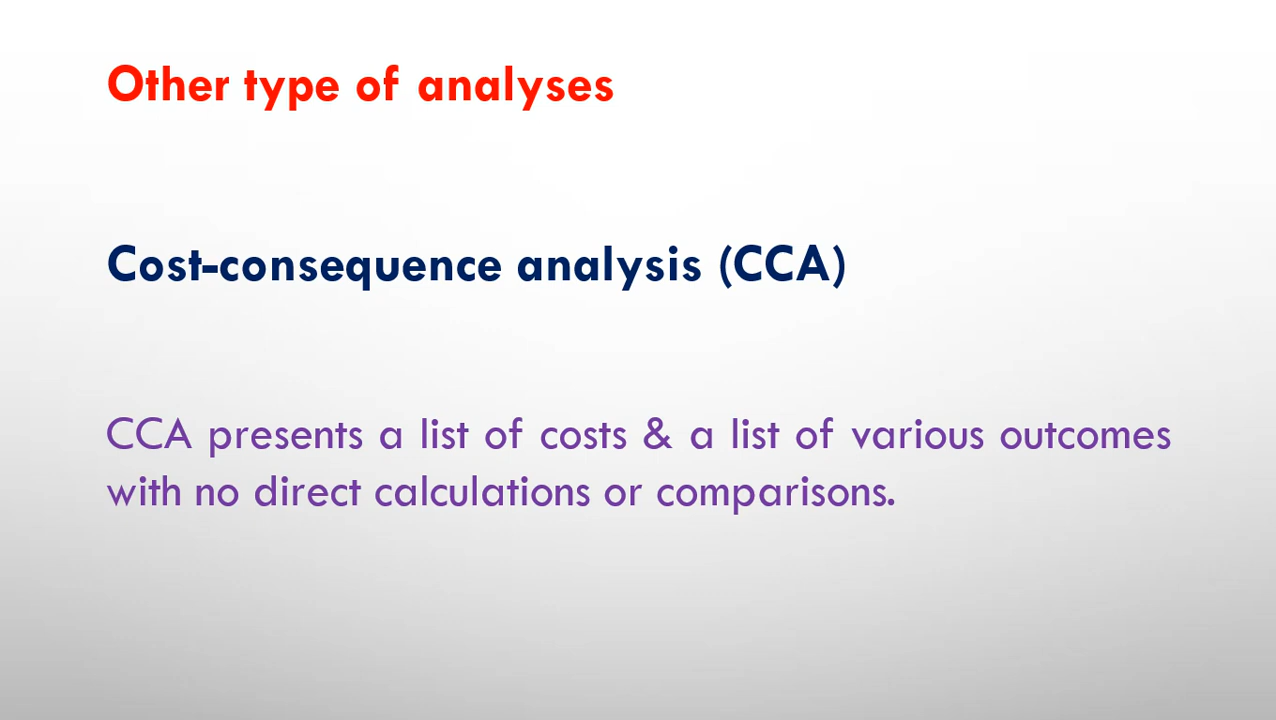 Other type of analyses
Cost-consequence analysis (CCA)
CCA presents a list of costs & a list of various outcomes
with no direct calculations or comparisons.